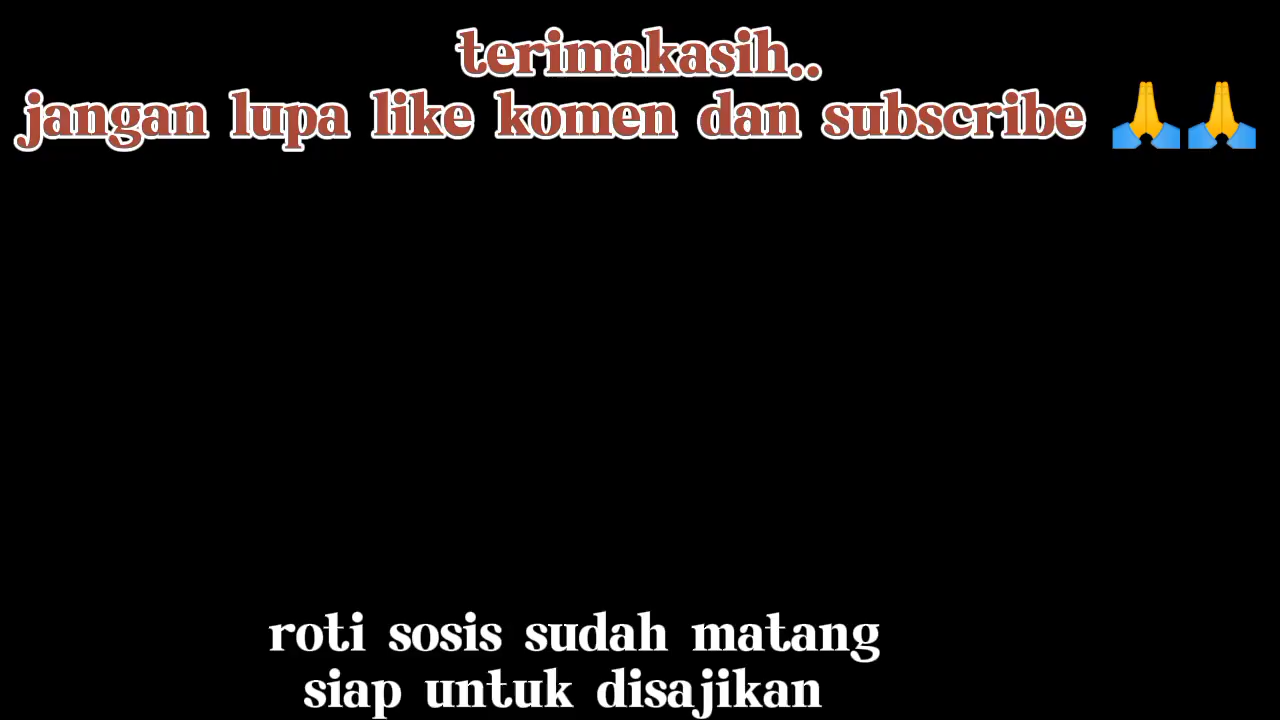 terimakasih..
jangan lupa like komen dan subscribe 🙏🙏
roti sosis sudah matang
siap untuk disajikan